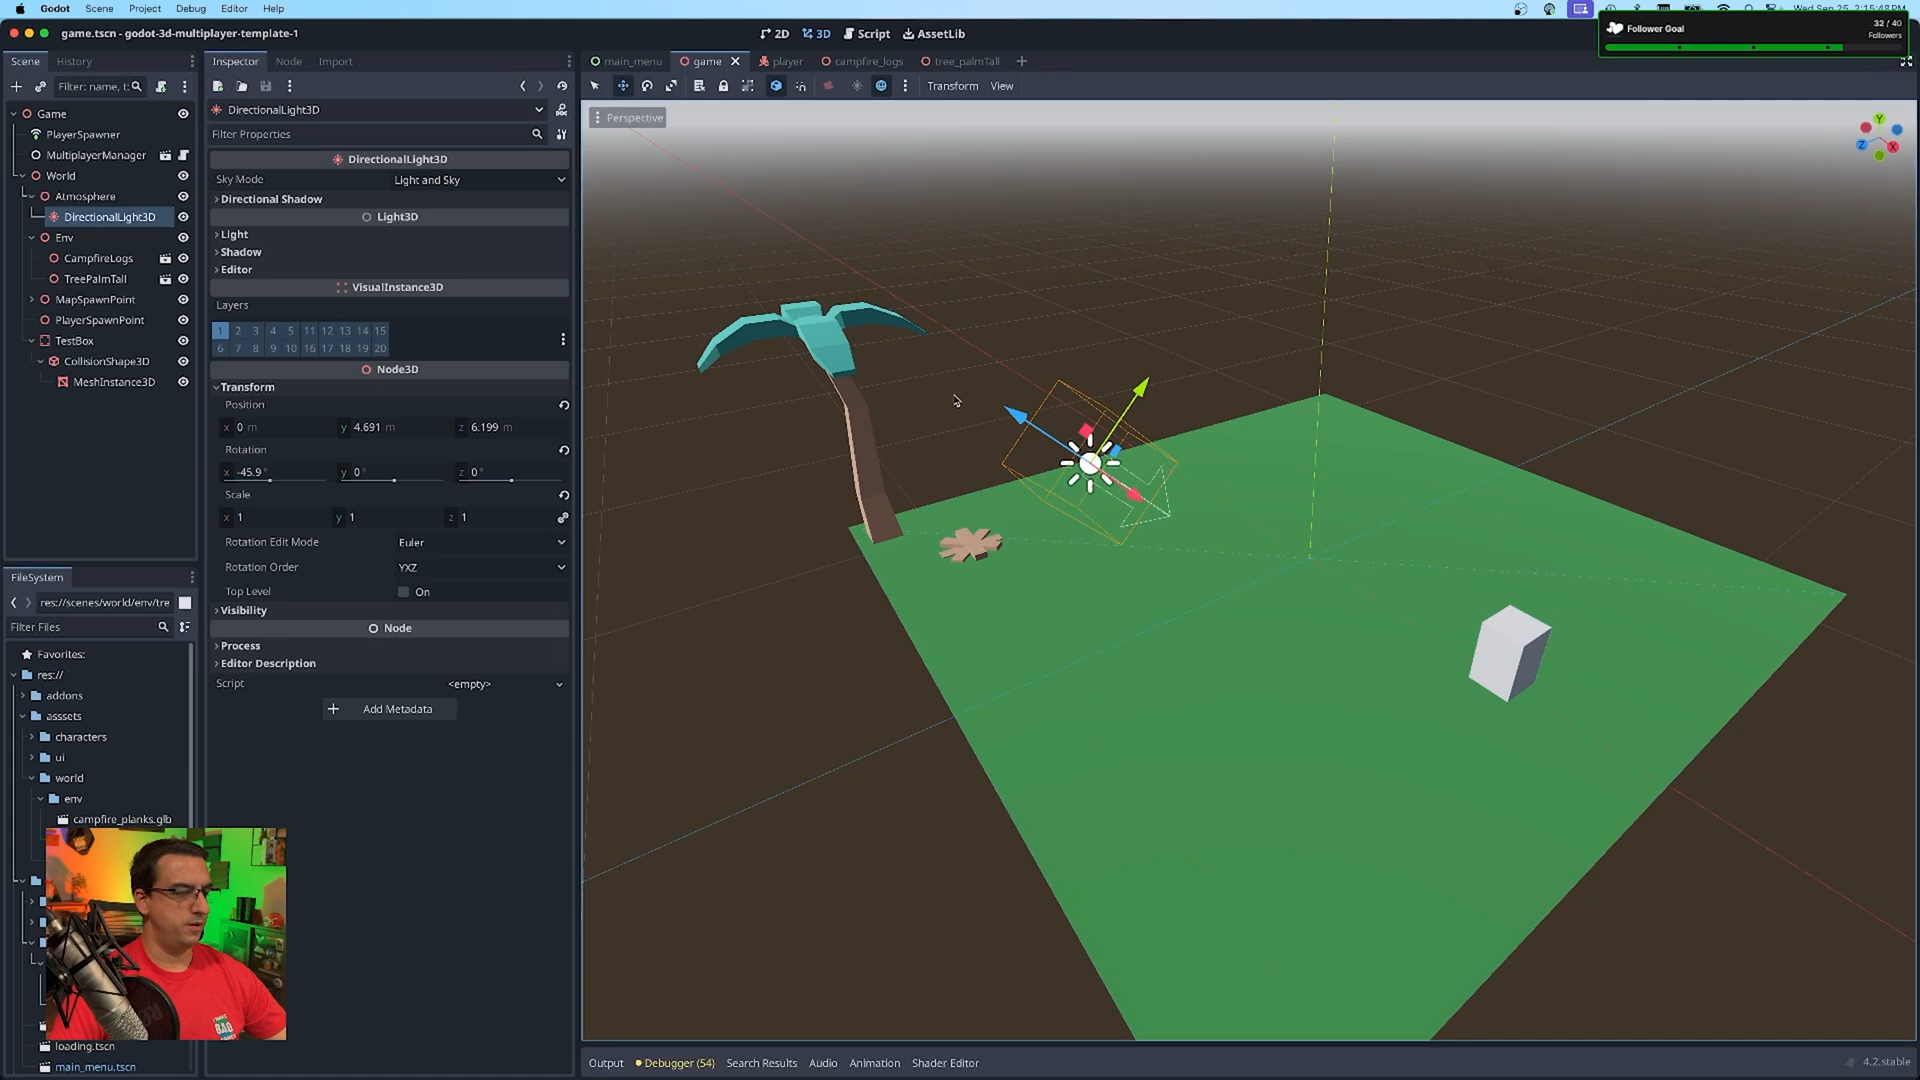 Godot Scene Project Debug Editor Help
Wed Sep 25 2:15:48 PM
game.tscn - godot-3d-multiplayer-template-1
2D 3D Script AssetLib
Follower Goal
32 / 40
Followers
Scene History
Filter: name, t:
Game
PlayerSpawner
MultiplayerManager
World
Atmosphere
DirectionalLight3D
Env
CampfireLogs
TreePalmTall
MapSpawnPoint
PlayerSpawnPoint
TestBox
CollisionShape3D
MeshInstance3D
FileSystem
res://scenes/world/env/tre
Filter Files
Favorites:
res://
addons
asssets
characters
ui
world
env
campfire_planks.glb
loading.tscn
main_menu.tscn
Inspector Node Import
DirectionalLight3D
Filter Properties
DirectionalLight3D
Sky Mode Light and Sky
Directional Shadow
Light3D
Light
Shadow
Editor
VisualInstance3D
Layers
1 2 3 4 5 11 12 13 14 15
6 7 8 9 10 16 17 18 19 20
Node3D
Transform
Position
x 0 m y 4.691 m z 6.199 m
Rotation
x -45.9 ° y 0 ° z 0 °
Scale
x 1 y 1 z 1
Rotation Edit Mode Euler
Rotation Order YXZ
Top Level On
Visibility
Node
Process
Editor Description
Script <empty>
Add Metadata
main_menu game player campfire_logs tree_palmTall
Transform View
Perspective
Y
Z
X
Output Debugger (54) Search Results Audio Animation Shader Editor
4.2.stable